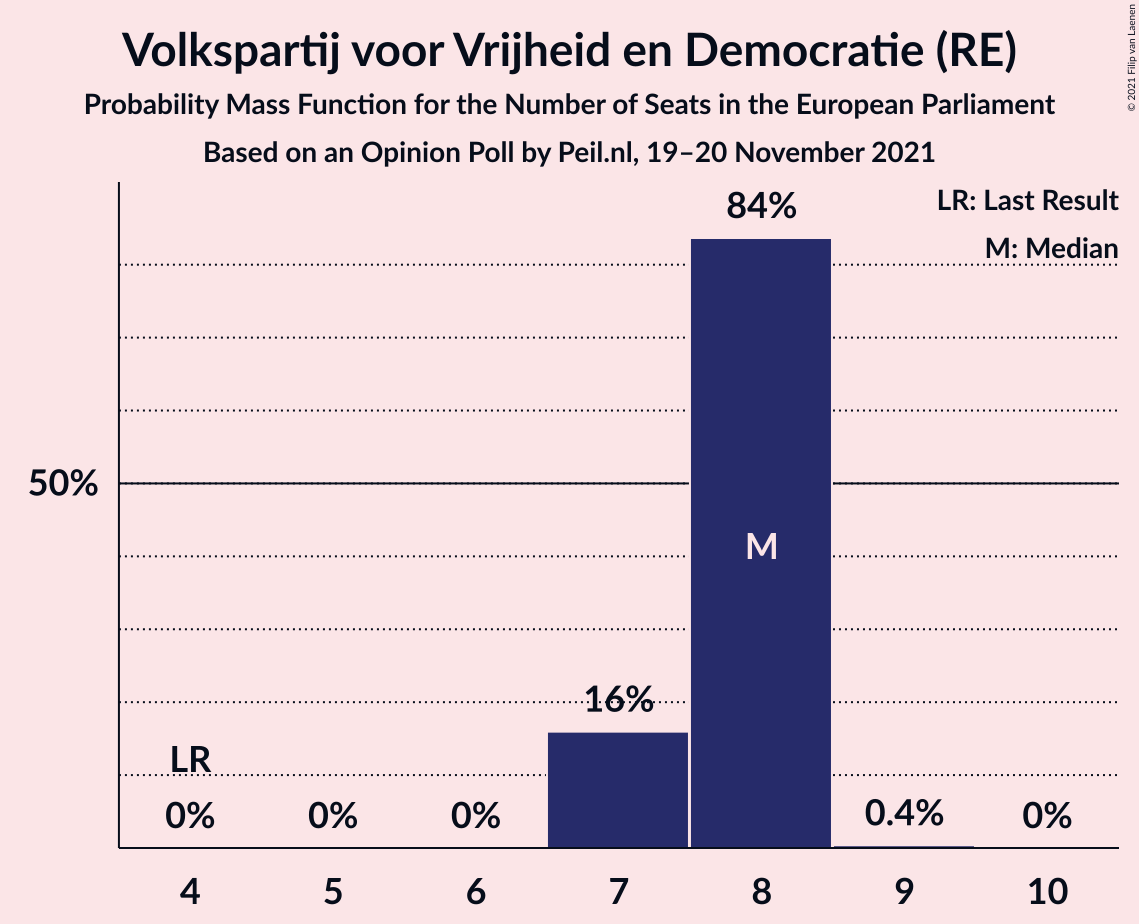 Volkspartij voor Vrijheid en Democratie (RE)
Probability Mass Function for the Number of Seats in the European Parliament
Based on an Opinion Poll by Peil.nl, 19–20 November 2021
© 2021 Filip van Laenen
LR: Last Result
M: Median
84%
50%
M
16%
LR
0%
0%
0%
0.4%
0%
4
5
6
7
8
9
10